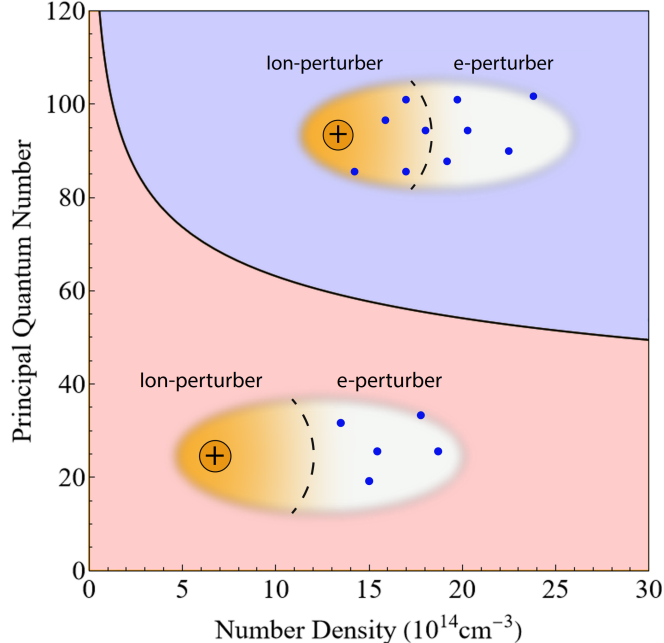 120
100
80
60
40
20
0
Principal Quantum Number
Ion-perturber e-perturber
+
Ion-perturber e-perturber
+
0 5 10 15 20 25 30
Number Density (10¹⁴cm⁻³)